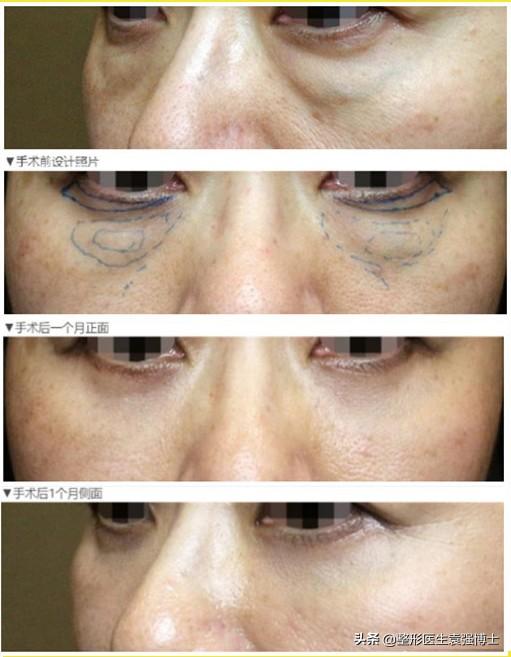 ▼手术前设计照片
▼手术后一个月正面
▼手术后1个月侧面
头条 @整形医生袁强博士